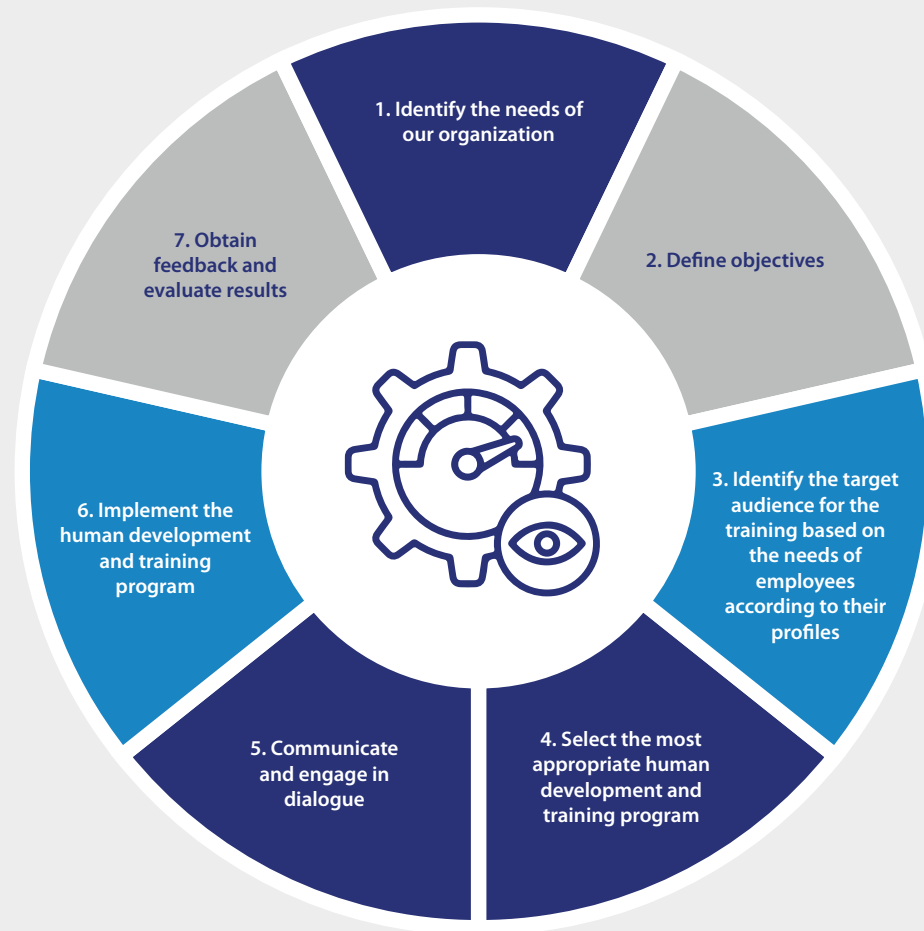 1. Identify the needs of
our organization
2. Define objectives
3. Identify the target
audience for the
training based on
the needs of
employees
according to their
profiles
4. Select the most
appropriate human
development and
training program
5. Communicate
and engage in
dialogue
6. Implement the
human development
and training
program
7. Obtain
feedback and
evaluate results